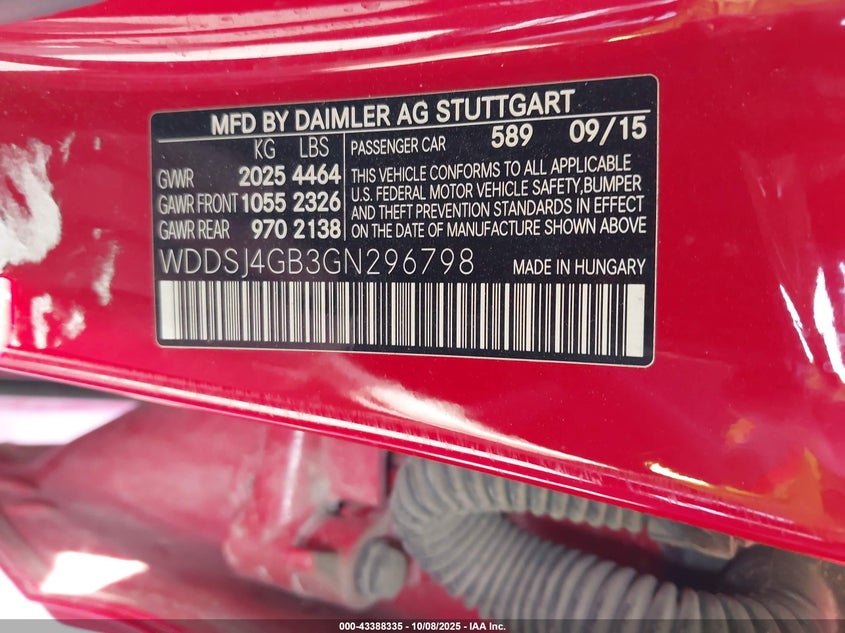 MFD BY DAIMLER AG STUTTGART
KG LBS
GVWR 2025 4464
GAWR FRONT 1055 2326
GAWR REAR 970 2138
PASSENGER CAR 589 09/15
THIS VEHICLE CONFORMS TO ALL APPLICABLE
U.S. FEDERAL MOTOR VEHICLE SAFETY, BUMPER
AND THEFT PREVENTION STANDARDS IN EFFECT
ON THE DATE OF MANUFACTURE SHOWN ABOVE
WDDSJ4GB3GN296798 MADE IN HUNGARY
000-43388335 - 10/08/2025 - IAA Inc.